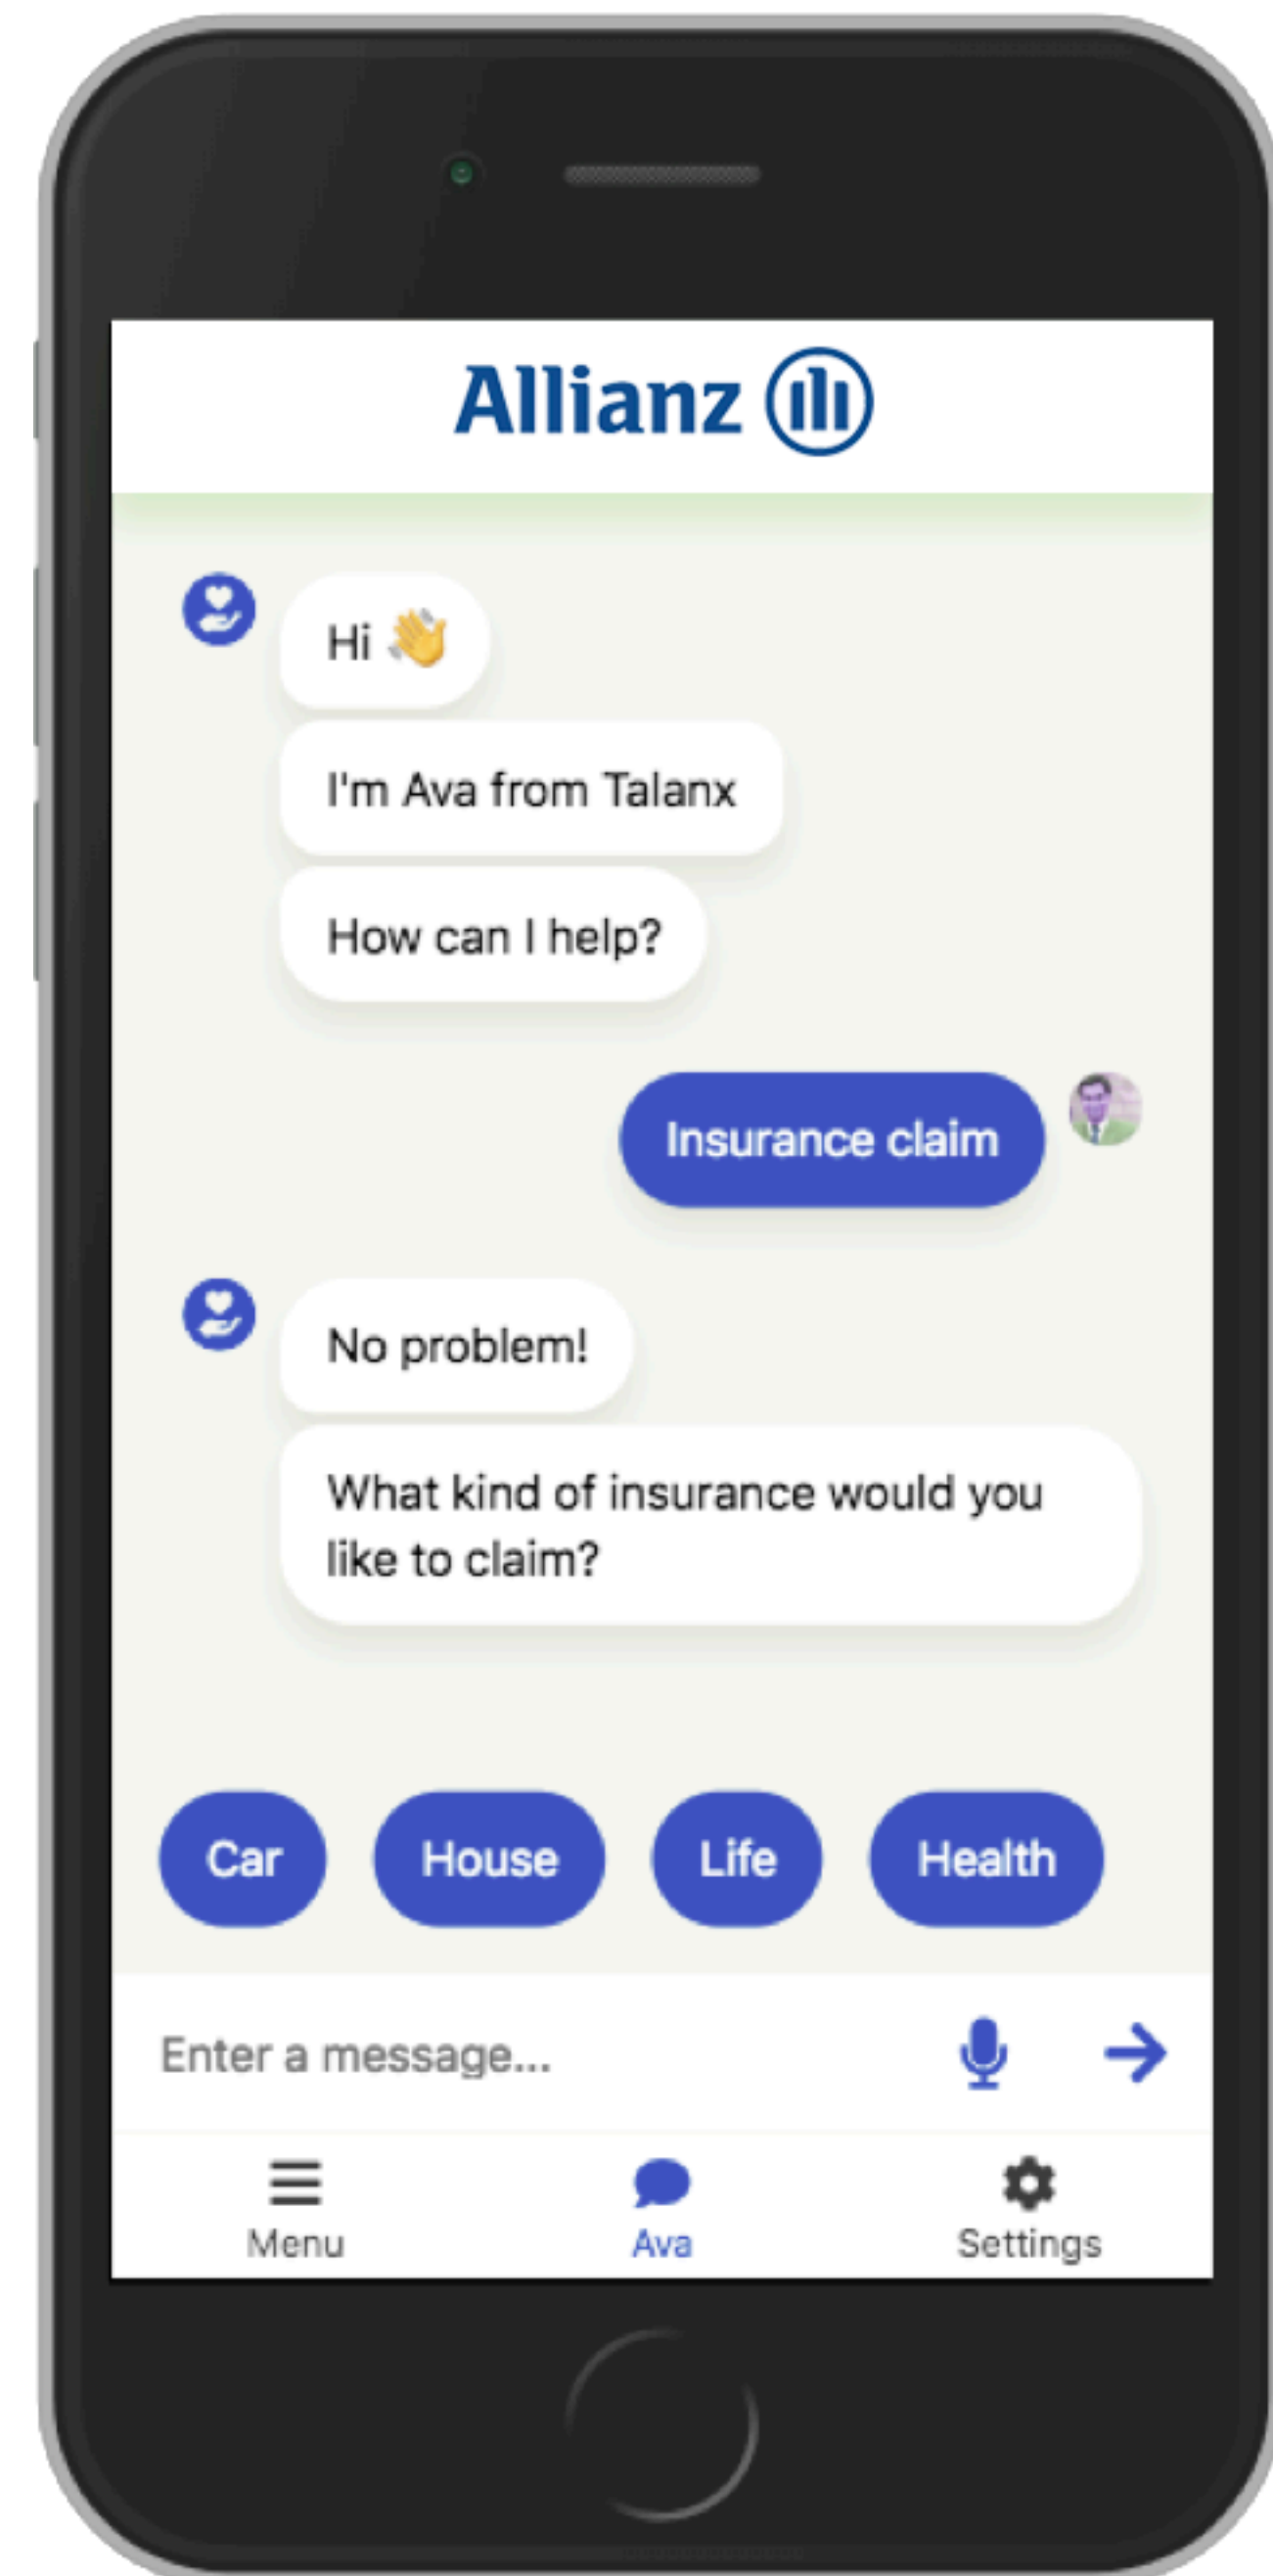 Allianz
Hi 👋
I'm Ava from Talanx
How can I help?
Insurance claim
No problem!
What kind of insurance would you
like to claim?
Car House Life Health
Enter a message...
Menu Ava Settings